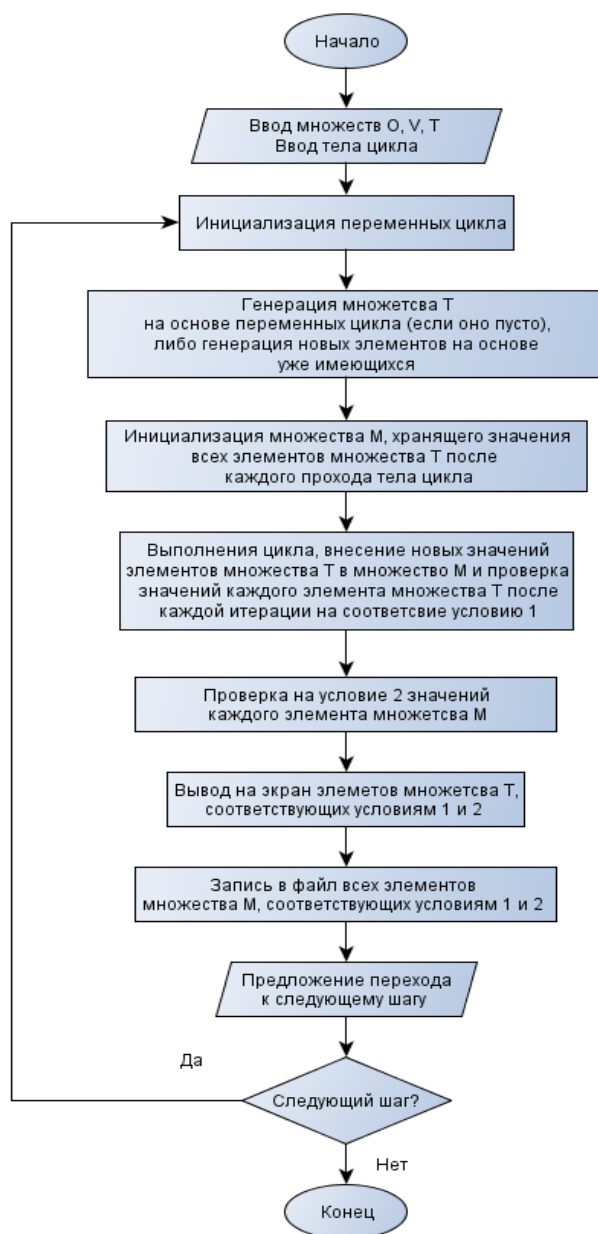 Начало
Ввод множеств O, V, T
Ввод тела цикла
Инициализация переменных цикла
Генерация множетсва T
на основе переменных цикла (если оно пусто),
либо генерация новых элементов на основе
уже имеющихся
Инициализация множества M, хранящего значения
всех элементов множества T после
каждого прохода тела цикла
Выполнения цикла, внесение новых значений
элементов множества T в множество M и проверка
значений каждого элемента множества T после
каждой итерации на соответсвие условию 1
Проверка на условие 2 значений
каждого элемента множетсва M
Вывод на экран элеметов множетсва T,
соответствующих условиям 1 и 2
Запись в файл всех элементов
множества M, соответствующих условиям 1 и 2
Предложение перехода
к следующему шагу
Да
Следующий шаг?
Нет
Конец